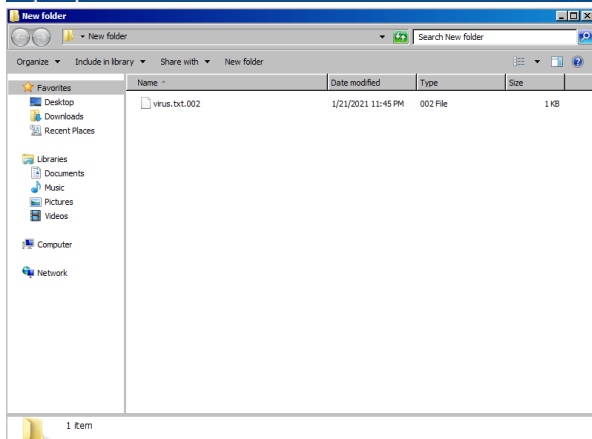 New folder
New folder
Search New folder
Organize Include in library Share with New folder
Name Date modified Type Size
virus.txt.002 1/21/2021 11:45 PM 002 File 1 KB
Favorites
Desktop
Downloads
Recent Places
Libraries
Documents
Music
Pictures
Videos
Computer
Network
1 item